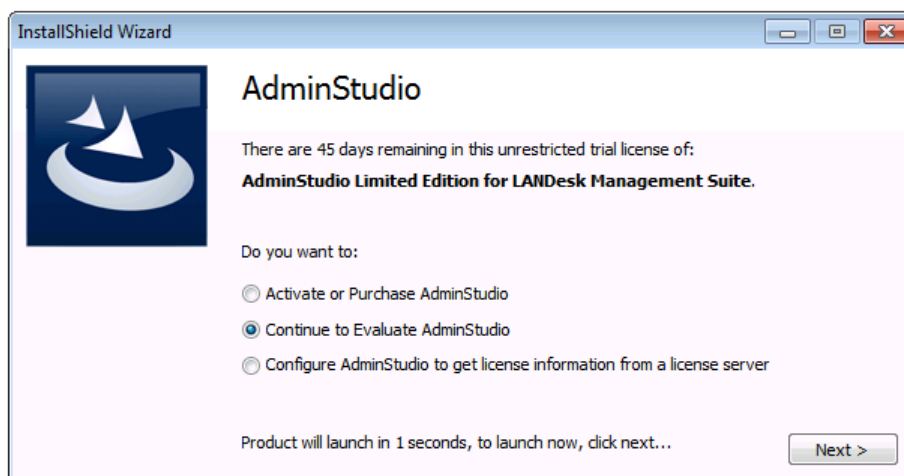 InstallShield Wizard
AdminStudio
There are 45 days remaining in this unrestricted trial license of:
AdminStudio Limited Edition for LANDesk Management Suite.
Do you want to:
Activate or Purchase AdminStudio
Continue to Evaluate AdminStudio
Configure AdminStudio to get license information from a license server
Product will launch in 1 seconds, to launch now, click next...
Next >